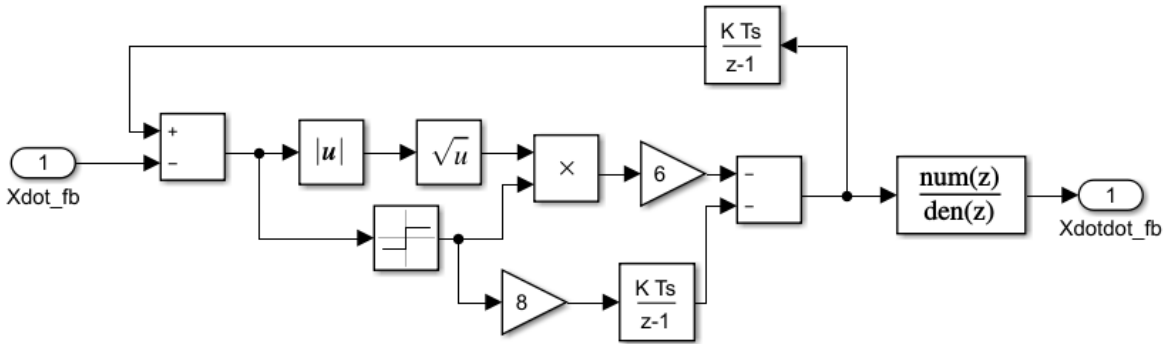 K Ts
z-1
+
−
1
Xdot_fb
|u|
√u
×
6
−
−
num(z)
den(z)
1
Xdotdot_fb
8
K Ts
z-1